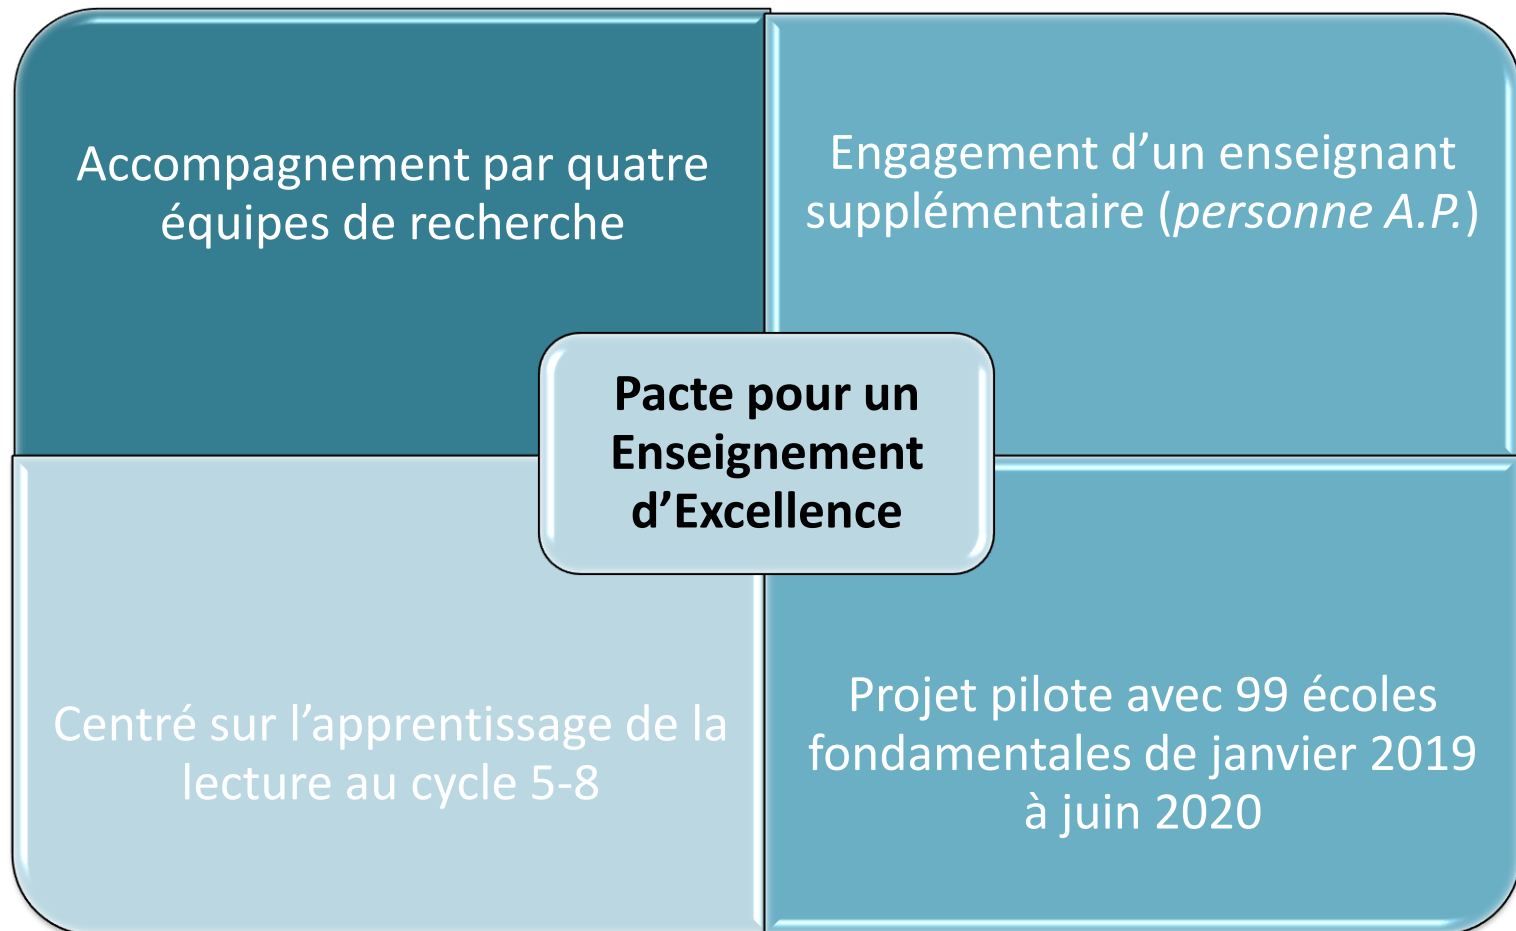 Accompagnement par quatre
équipes de recherche
Engagement d’un enseignant
supplémentaire (personne A.P.)
Pacte pour un
Enseignement
d’Excellence
Centré sur l’apprentissage de la
lecture au cycle 5-8
Projet pilote avec 99 écoles
fondamentales de janvier 2019
à juin 2020